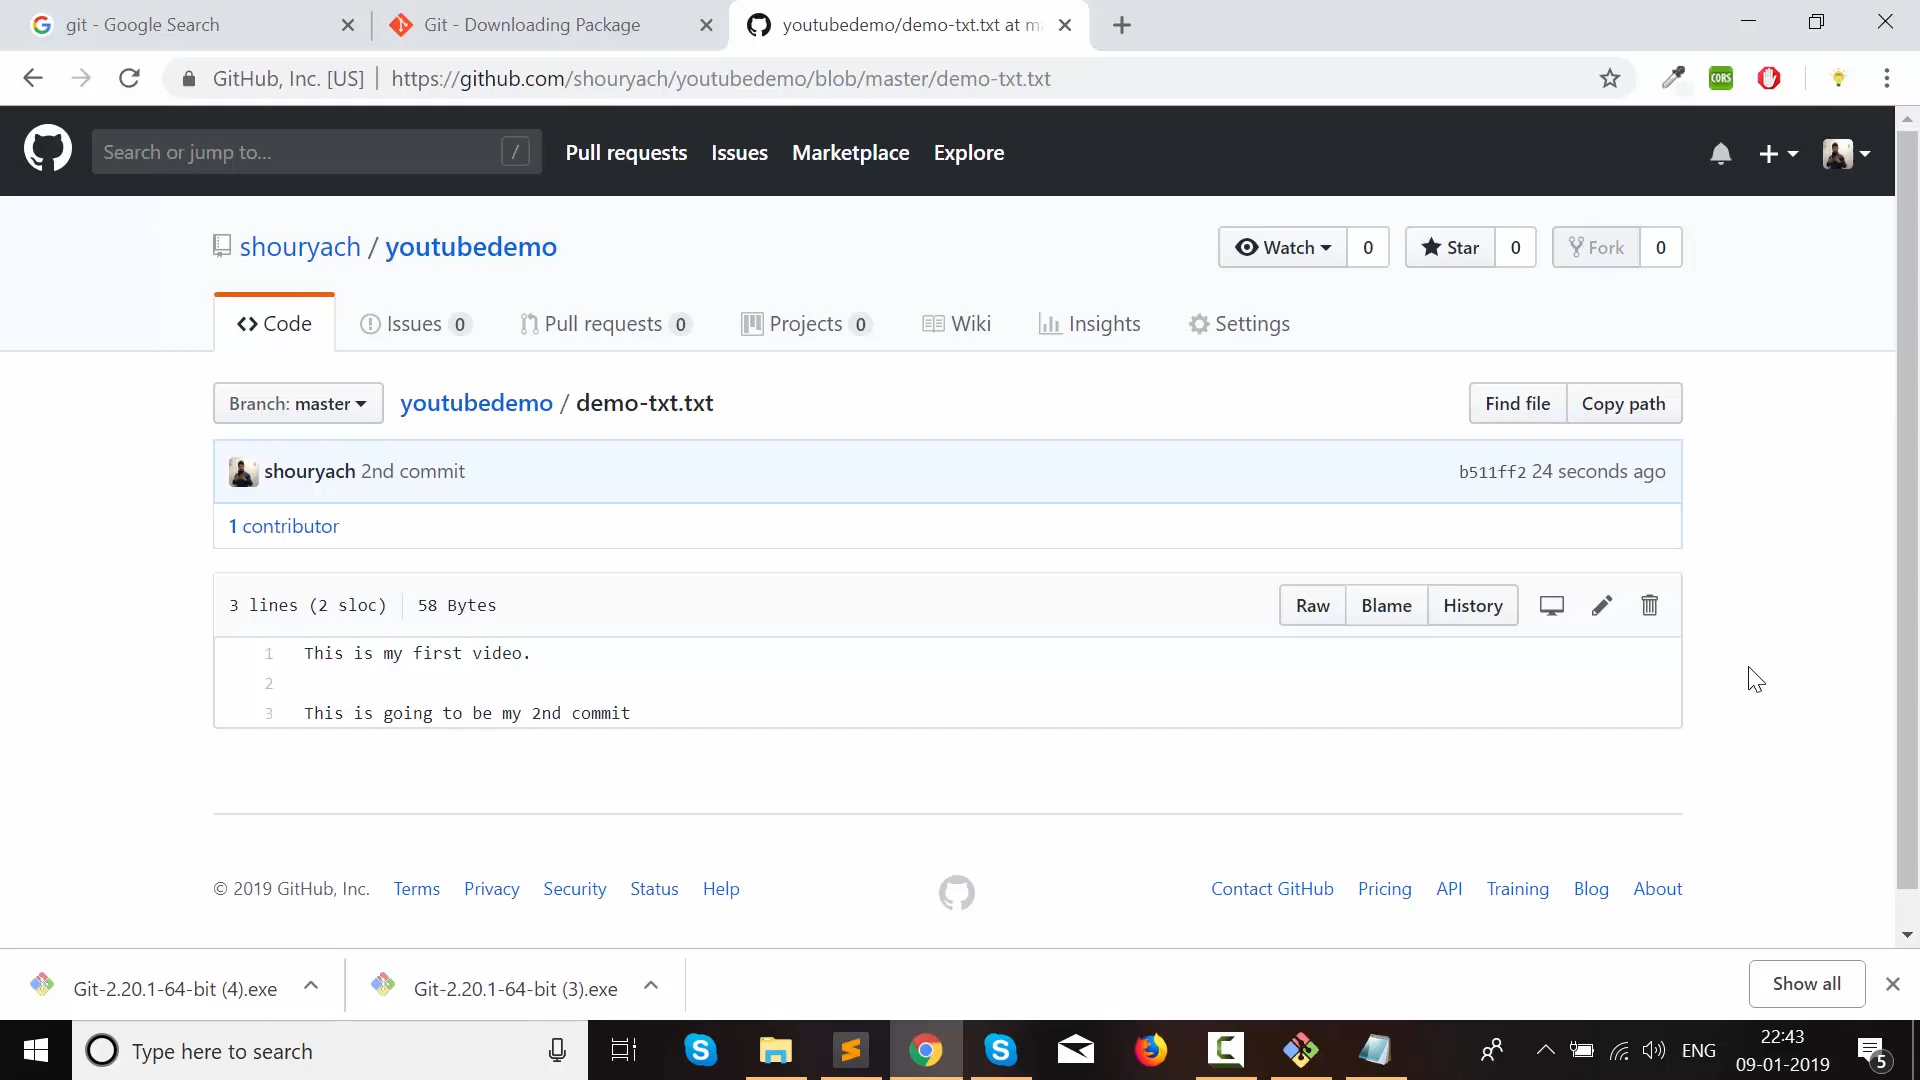 git - Google Search
Git - Downloading Package
youtubedemo/demo-txt.txt at m
GitHub, Inc. [US] | https://github.com/shouryach/youtubedemo/blob/master/demo-txt.txt
CORS
Search or jump to...
/
Pull requests
Issues
Marketplace
Explore
shouryach / youtubedemo
Watch 0
Star 0
Fork 0
Code
Issues 0
Pull requests 0
Projects 0
Wiki
Insights
Settings
Branch: master
youtubedemo / demo-txt.txt
Find file
Copy path
shouryach 2nd commit
b511ff2 24 seconds ago
1 contributor
3 lines (2 sloc) 58 Bytes
Raw
Blame
History
1 This is my first video.
2
3 This is going to be my 2nd commit
© 2019 GitHub, Inc.
Terms
Privacy
Security
Status
Help
Contact GitHub
Pricing
API
Training
Blog
About
Git-2.20.1-64-bit (4).exe
Git-2.20.1-64-bit (3).exe
Show all
Type here to search
ENG
22:43
09-01-2019
5